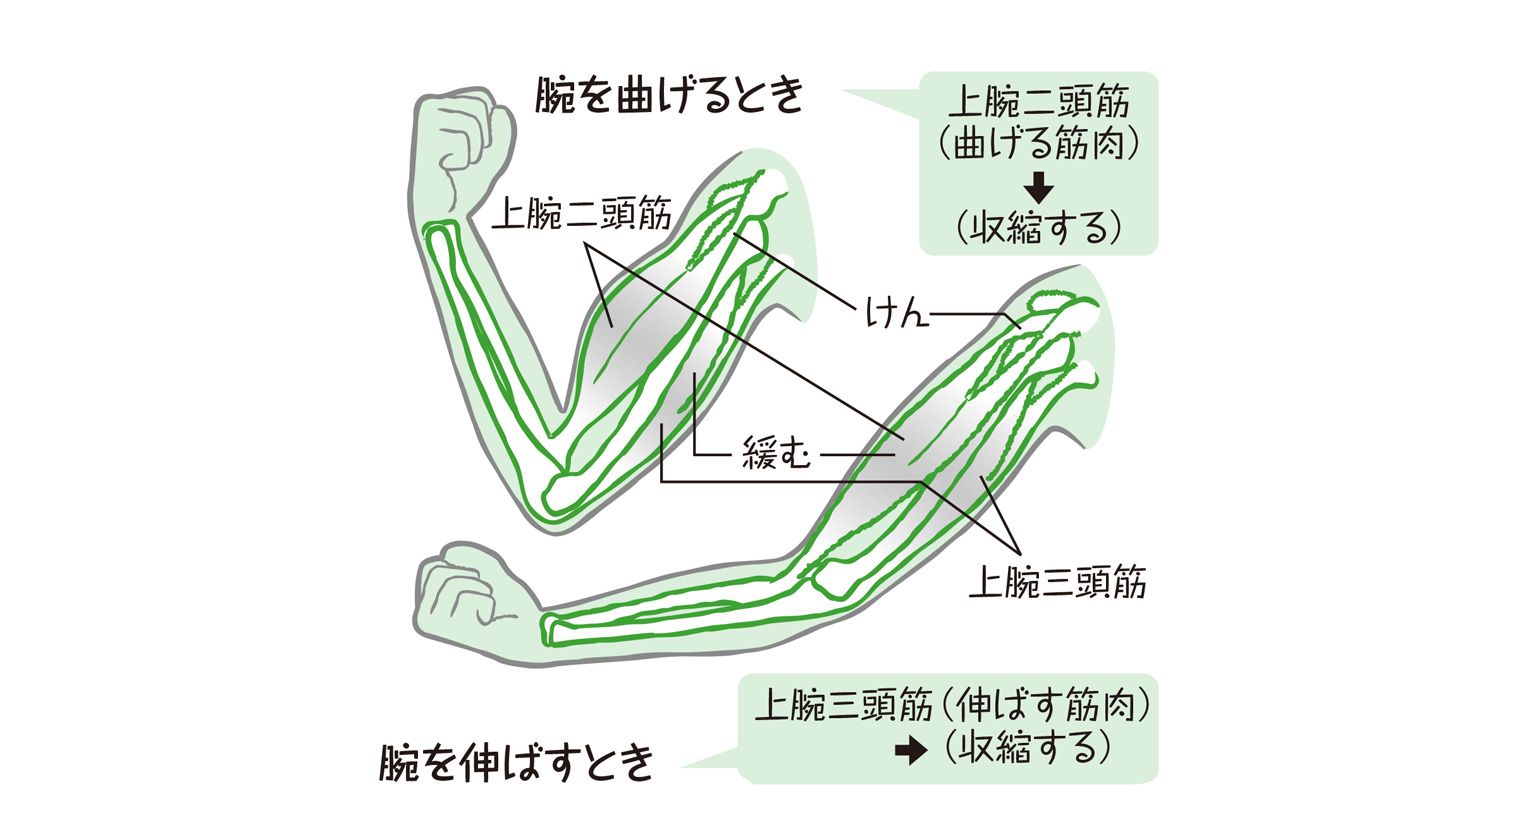 腕を曲げるとき
上腕二頭筋
(曲げる筋肉)
⬇
(収縮する)
上腕二頭筋
けん
緩む
上腕三頭筋
上腕三頭筋(伸ばす筋肉)
➡(収縮する)
腕を伸ばすとき